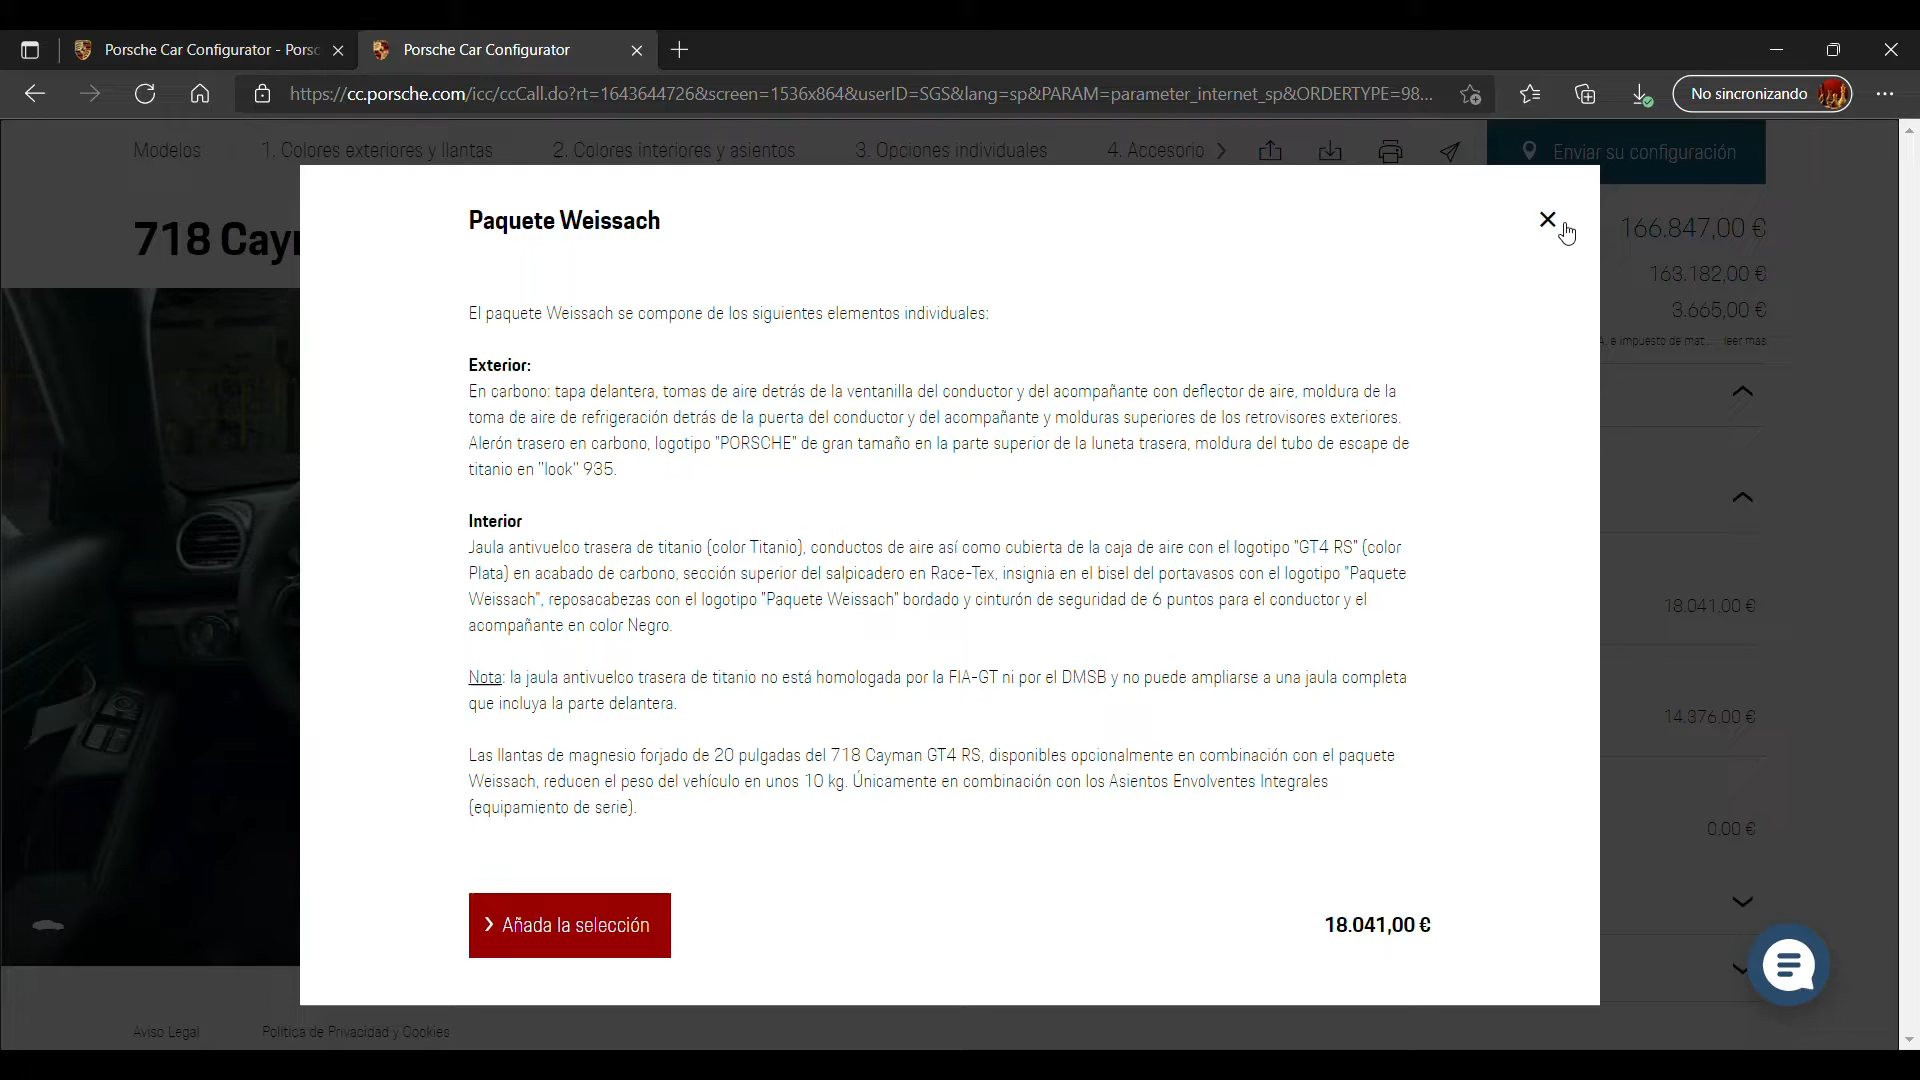 Porsche Car Configurator - Porsc
Porsche Car Configurator
https://cc.porsche.com/icc/ccCall.do?rt=1643644726&screen=1536x864&userID=SGS&lang=sp&PARAM=parameter_internet_sp&ORDERTYPE=98...
No sincronizando
Modelos
1. Colores exteriores y llantas
2. Colores interiores y asientos
3. Opciones individuales
4. Accesorio
Enviar su configuración
718 Cay
Paquete Weissach
166.847,00 €
163.182,00 €
3.665,00 €
e impuesto de mat... leer más
El paquete Weissach se compone de los siguientes elementos individuales:
Exterior:
En carbono: tapa delantera, tomas de aire detrás de la ventanilla del conductor y del acompañante con deflector de aire, moldura de la
toma de aire de refrigeración detrás de la puerta del conductor y del acompañante y molduras superiores de los retrovisores exteriores.
Alerón trasero en carbono, logotipo "PORSCHE" de gran tamaño en la parte superior de la luneta trasera, moldura del tubo de escape de
titanio en "look" 935.
Interior
Jaula antivuelco trasera de titanio (color Titanio), conductos de aire así como cubierta de la caja de aire con el logotipo "GT4 RS" (color
Plata) en acabado de carbono, sección superior del salpicadero en Race-Tex, insignia en el bisel del portavasos con el logotipo "Paquete
Weissach", reposacabezas con el logotipo "Paquete Weissach" bordado y cinturón de seguridad de 6 puntos para el conductor y el
acompañante en color Negro.
Nota: la jaula antivuelco trasera de titanio no está homologada por la FIA-GT ni por el DMSB y no puede ampliarse a una jaula completa
que incluya la parte delantera.
Las llantas de magnesio forjado de 20 pulgadas del 718 Cayman GT4 RS, disponibles opcionalmente en combinación con el paquete
Weissach, reducen el peso del vehículo en unos 10 kg. Únicamente en combinación con los Asientos Envolventes Integrales
(equipamiento de serie).
18.041,00 €
14.376,00 €
0,00 €
Añada la selección
18.041,00 €
Aviso Legal
Política de Privacidad y Cookies